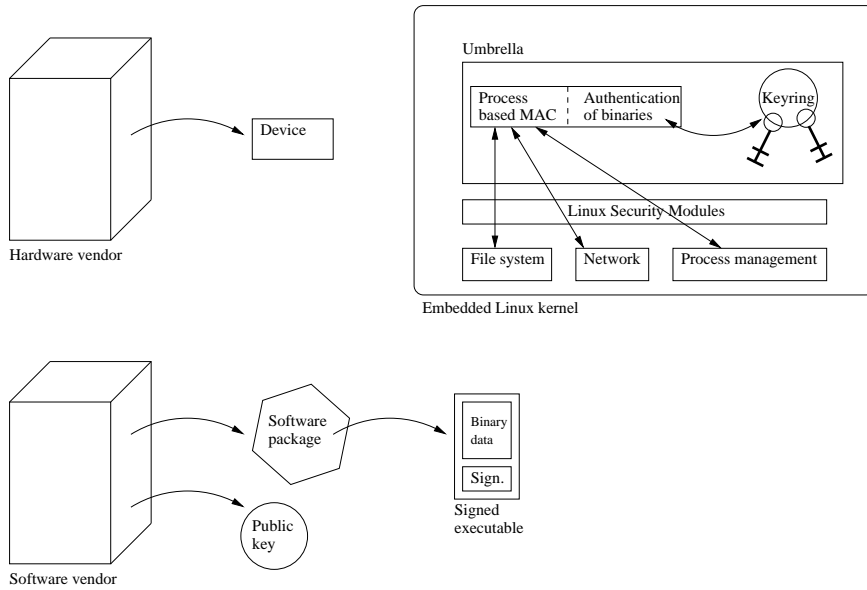 Umbrella
Process
based MAC
Authentication
of binaries
Keyring
Device
Linux Security Modules
Hardware vendor
File system
Network
Process management
Embedded Linux kernel
Software
package
Binary
data
Sign.
Signed
executable
Public
key
Software vendor